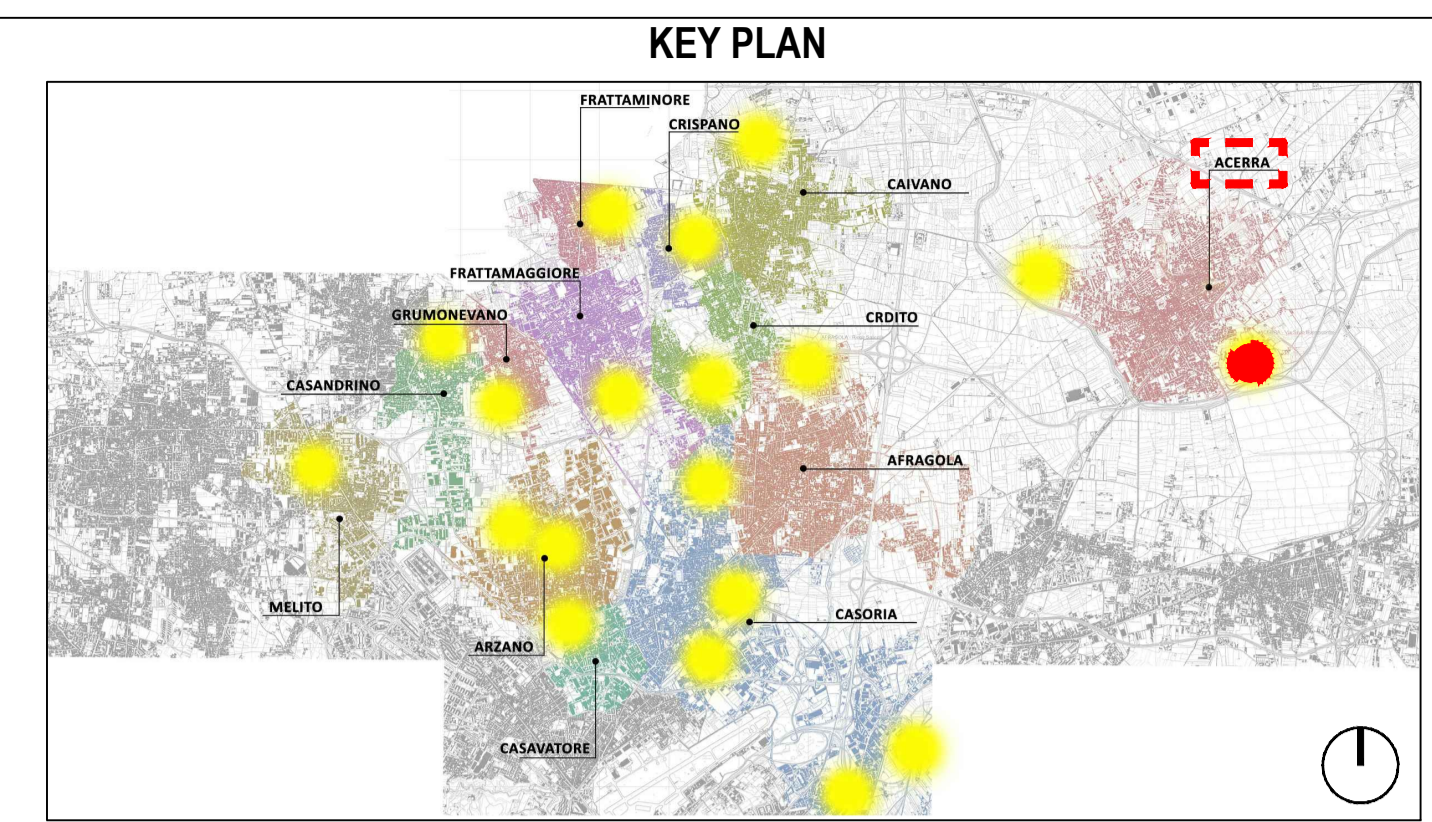 KEY PLAN
FRATTAMINORE
CRISPANO
ACERRA
CAIVANO
FRATTAMAGGIORE
GRUMONEVANO
CRDITO
CASANDRINO
AFRAGOLA
MELITO
CASORIA
ARZANO
CASAVATORE